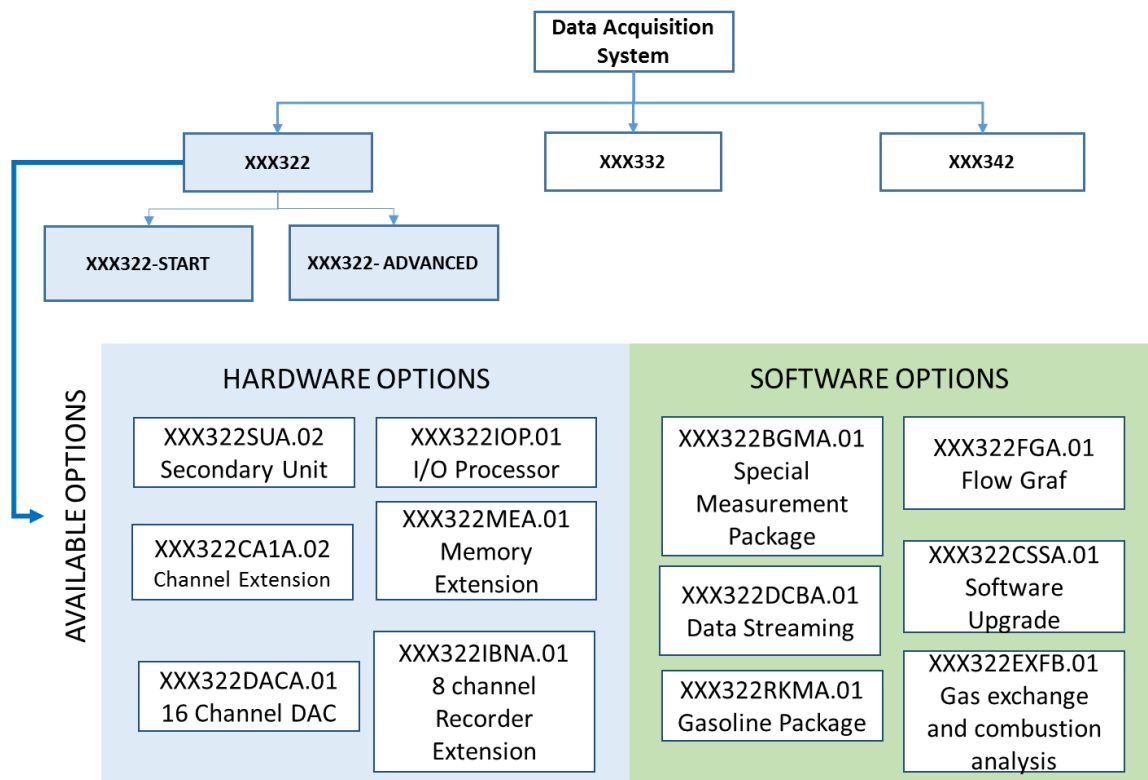 Data Acquisition
System
XXX322
XXX332
XXX342
XXX322-START
XXX322- ADVANCED
AVAILABLE OPTIONS
HARDWARE OPTIONS
XXX322SUA.02
Secondary Unit
XXX322IOP.01
I/O Processor
XXX322CA1A.02
Channel Extension
XXX322MEA.01
Memory
Extension
XXX322DACA.01
16 Channel DAC
XXX322IBNA.01
8 channel
Recorder
Extension
SOFTWARE OPTIONS
XXX322BGMA.01
Special
Measurement
Package
XXX322FGA.01
Flow Graf
XXX322DCBA.01
Data Streaming
XXX322CSSA.01
Software
Upgrade
XXX322RKMA.01
Gasoline Package
XXX322EXFB.01
Gas exchange
and combustion
analysis